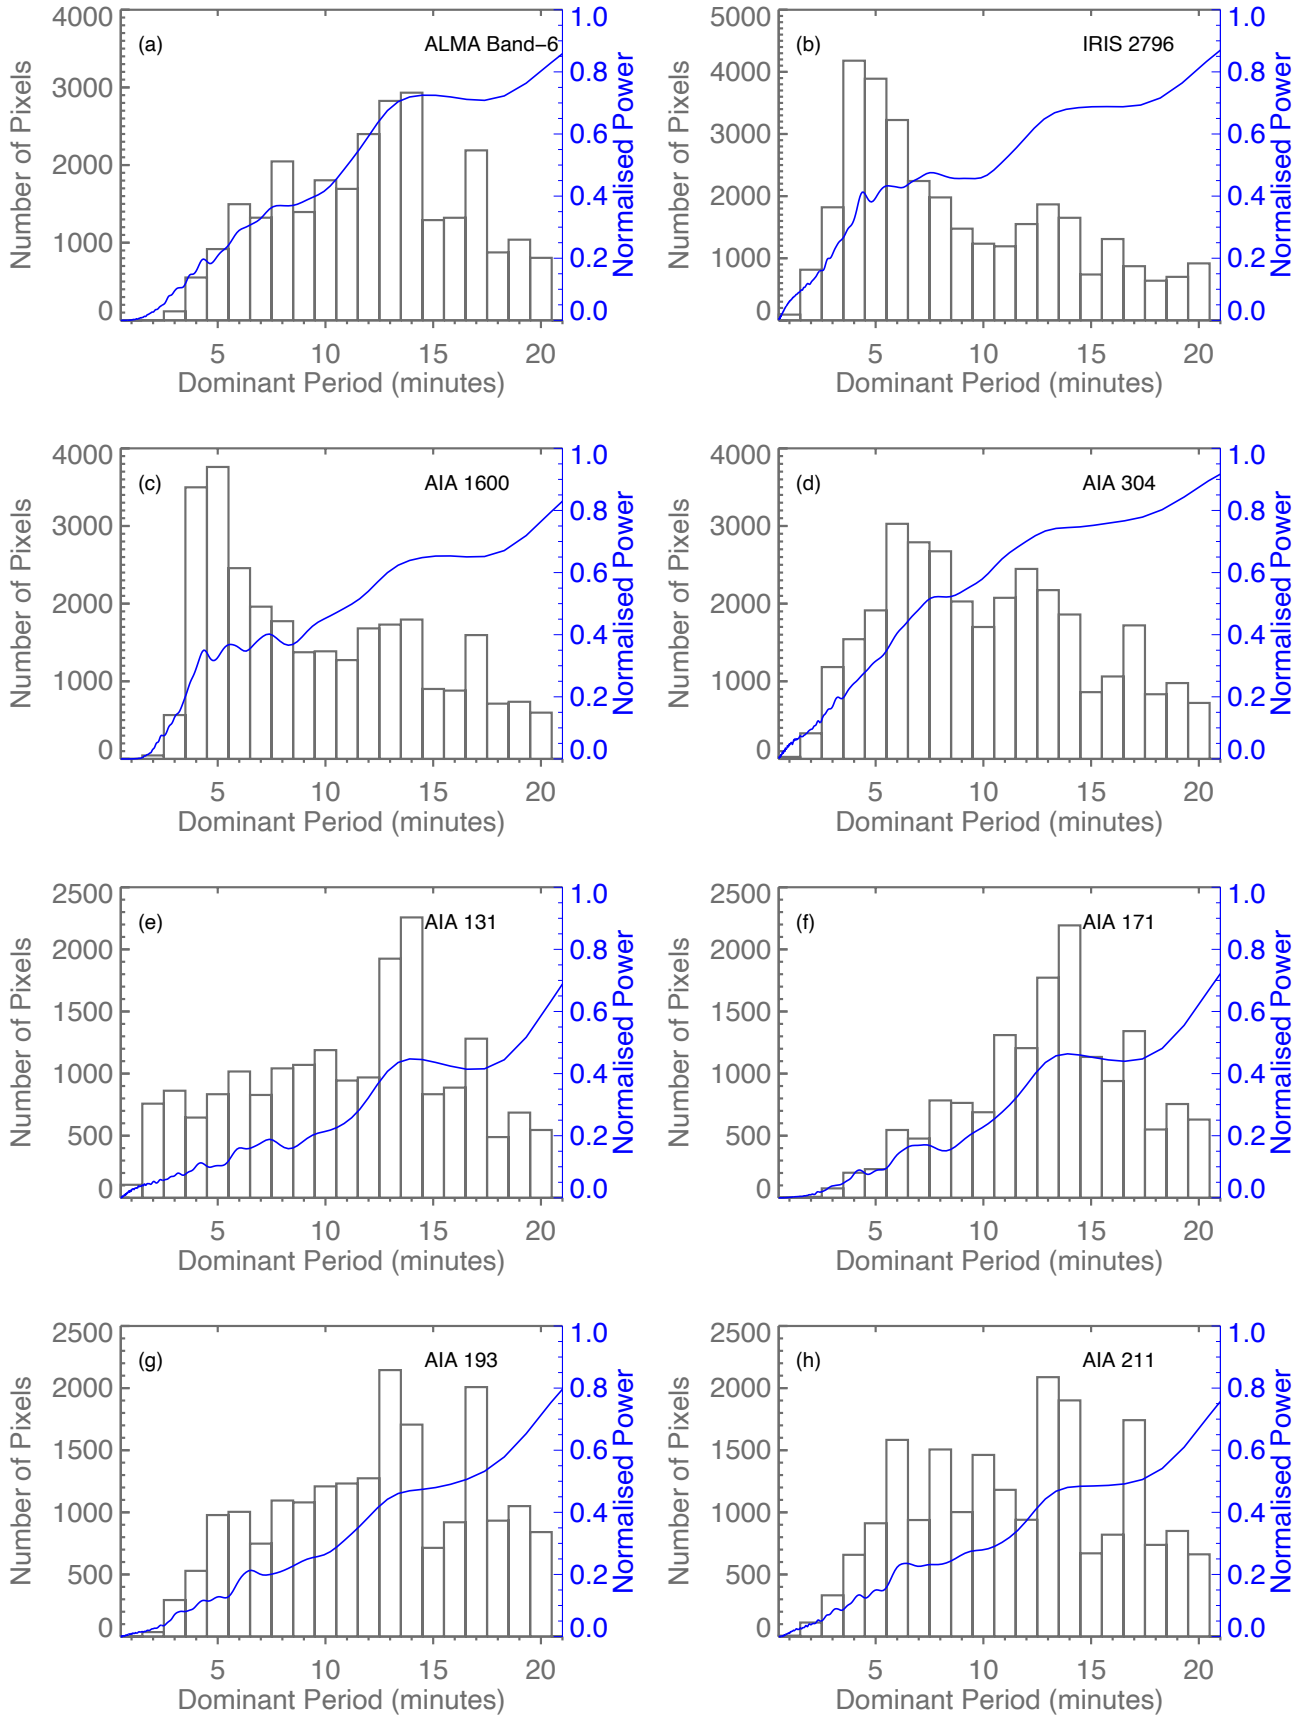 (a) ALMA Band-6
Number of Pixels
4000
3000
2000
1000
0
5 10 15 20
Dominant Period (minutes)
1.0
0.8
0.6
0.4
0.2
0.0
Normalised Power
(b) IRIS 2796
Number of Pixels
5000
4000
3000
2000
1000
0
5 10 15 20
Dominant Period (minutes)
1.0
0.8
0.6
0.4
0.2
0.0
Normalised Power
(c) AIA 1600
Number of Pixels
4000
3000
2000
1000
0
5 10 15 20
Dominant Period (minutes)
1.0
0.8
0.6
0.4
0.2
0.0
Normalised Power
(d) AIA 304
Number of Pixels
4000
3000
2000
1000
0
5 10 15 20
Dominant Period (minutes)
1.0
0.8
0.6
0.4
0.2
0.0
Normalised Power
(e) AIA 131
Number of Pixels
2500
2000
1500
1000
500
0
5 10 15 20
Dominant Period (minutes)
1.0
0.8
0.6
0.4
0.2
0.0
Normalised Power
(f) AIA 171
Number of Pixels
2500
2000
1500
1000
500
0
5 10 15 20
Dominant Period (minutes)
1.0
0.8
0.6
0.4
0.2
0.0
Normalised Power
(g) AIA 193
Number of Pixels
2500
2000
1500
1000
500
0
5 10 15 20
Dominant Period (minutes)
1.0
0.8
0.6
0.4
0.2
0.0
Normalised Power
(h) AIA 211
Number of Pixels
2500
2000
1500
1000
500
0
5 10 15 20
Dominant Period (minutes)
1.0
0.8
0.6
0.4
0.2
0.0
Normalised Power